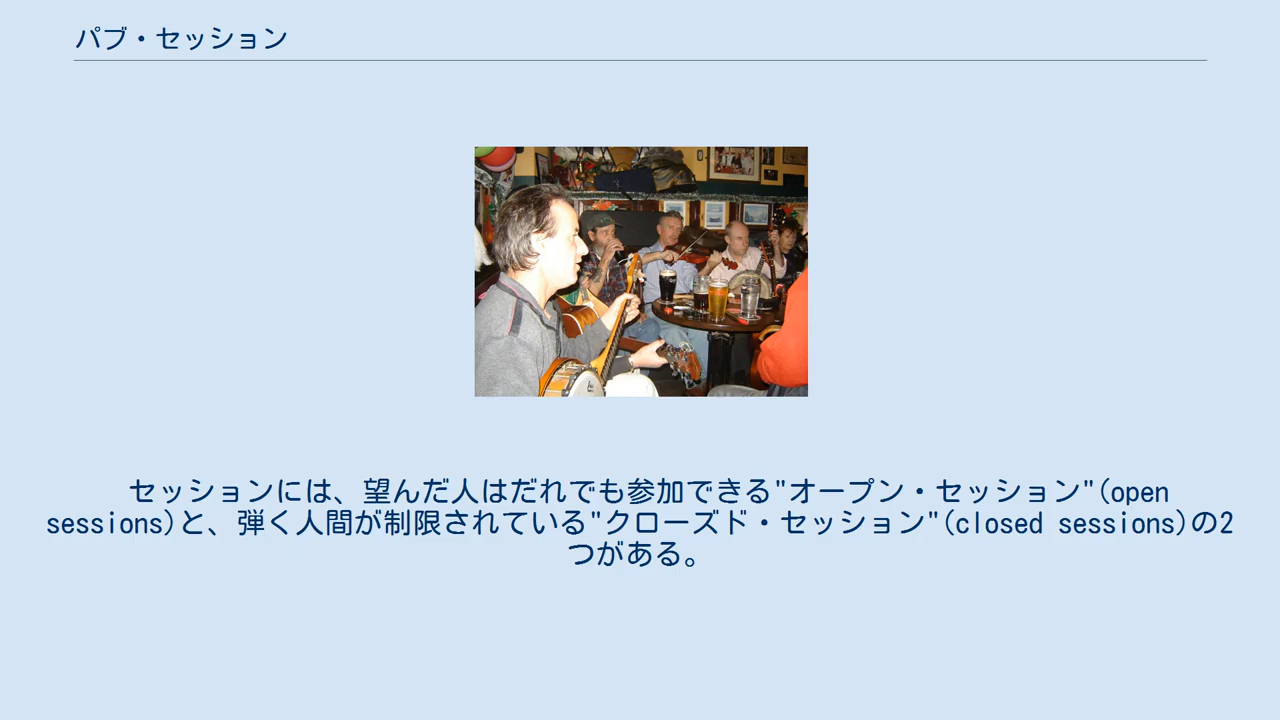 パブ・セッション
セッションには、望んだ人はだれでも参加できる"オープン・セッション"(open
sessions)と、弾く人間が制限されている"クローズド・セッション"(closed sessions)の2
つがある。